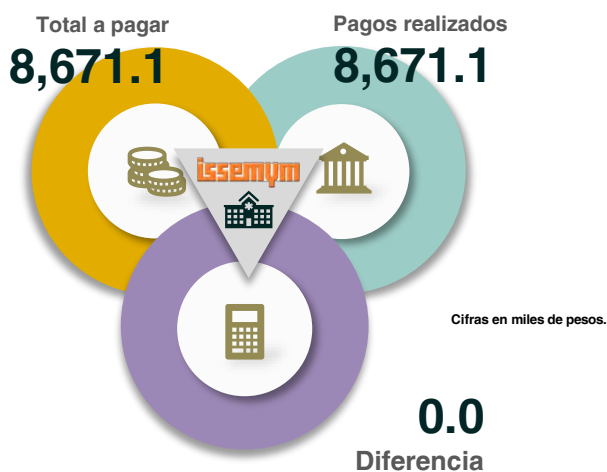 Total a pagar
8,671.1
Pagos realizados
8,671.1
issemym
Cifras en miles de pesos.
0.0
Diferencia